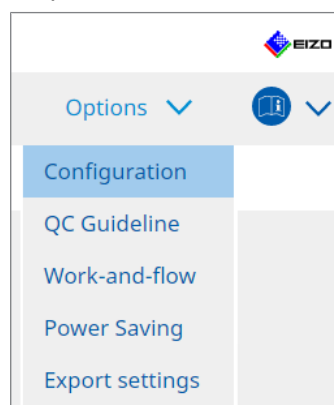 EIZO
Options
Configuration
QC Guideline
Work-and-flow
Power Saving
Export settings